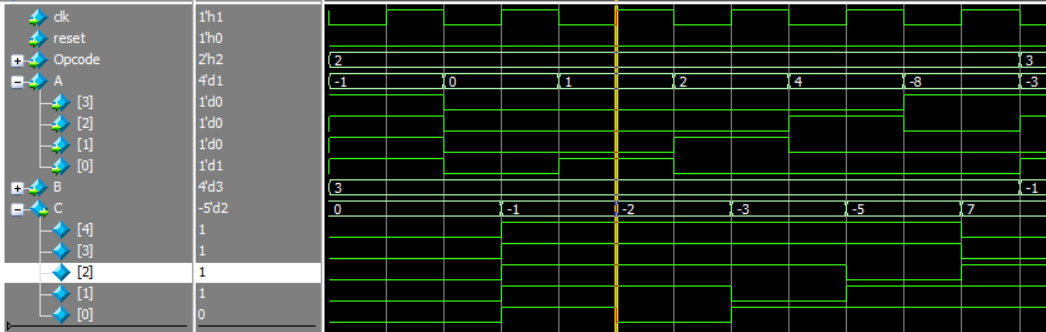 clk 1'h1
reset 1'h0
Opcode 2'h2 2 3
A 4'd1 -1 0 1 2 4 -8 -3
[3] 1'd0
[2] 1'd0
[1] 1'd0
[0] 1'd1
B 4'd3 3 -1
C -5'd2 0 -1 -2 -3 -5 7
[4] 1
[3] 1
[2] 1
[1] 1
[0] 0